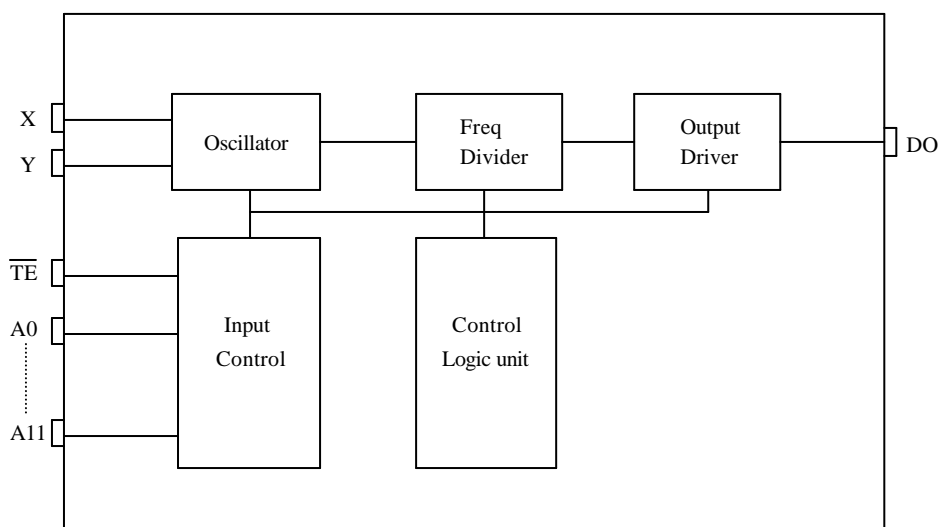 X
Y
Oscillator
Freq
Divider
Output
Driver
DO
TE
A0
A11
Input
Control
Control
Logic unit